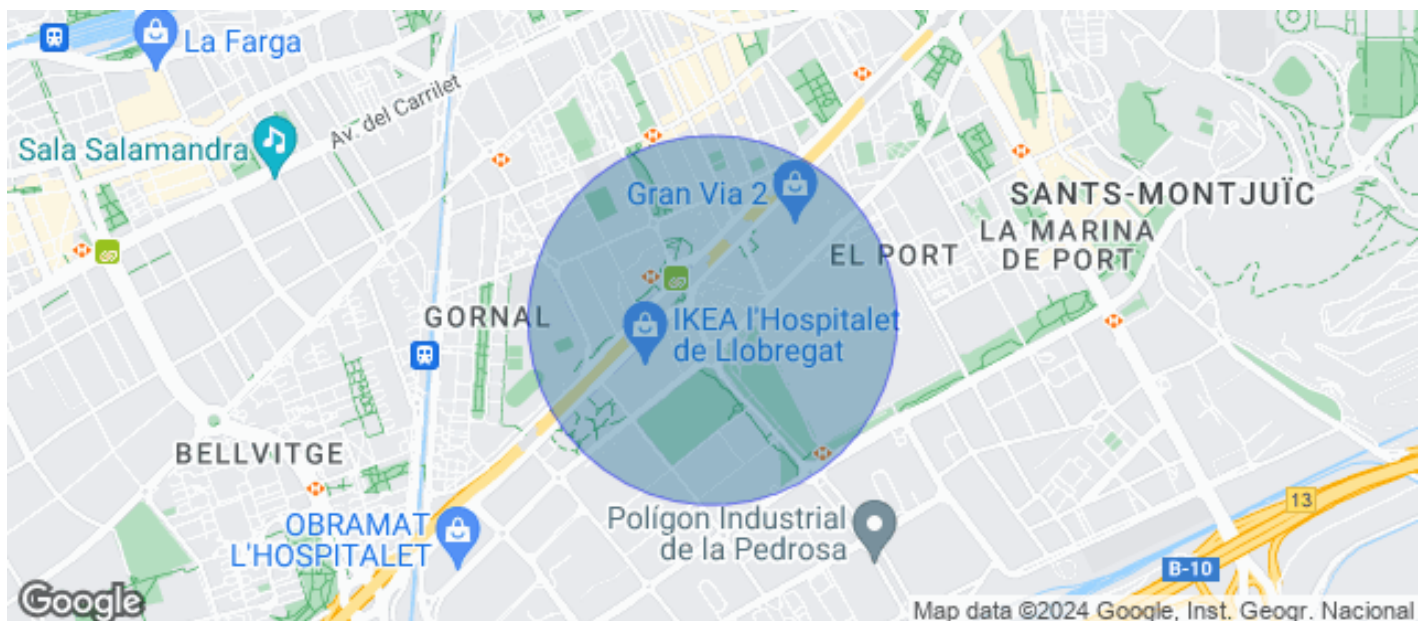 La Farga
Av. del Carrilet
Sala Salamandra
Gran Via 2
SANTS-MONTJUÏC
LA MARINA
DE PORT
EL PORT
GORNAL
IKEA l'Hospitalet
de Llobregat
BELLVITGE
OBRAMAT
L'HOSPITALET
Polígon Industrial
de la Pedrosa
13
B-10
Google
Map data ©2024 Google, Inst. Geogr. Nacional